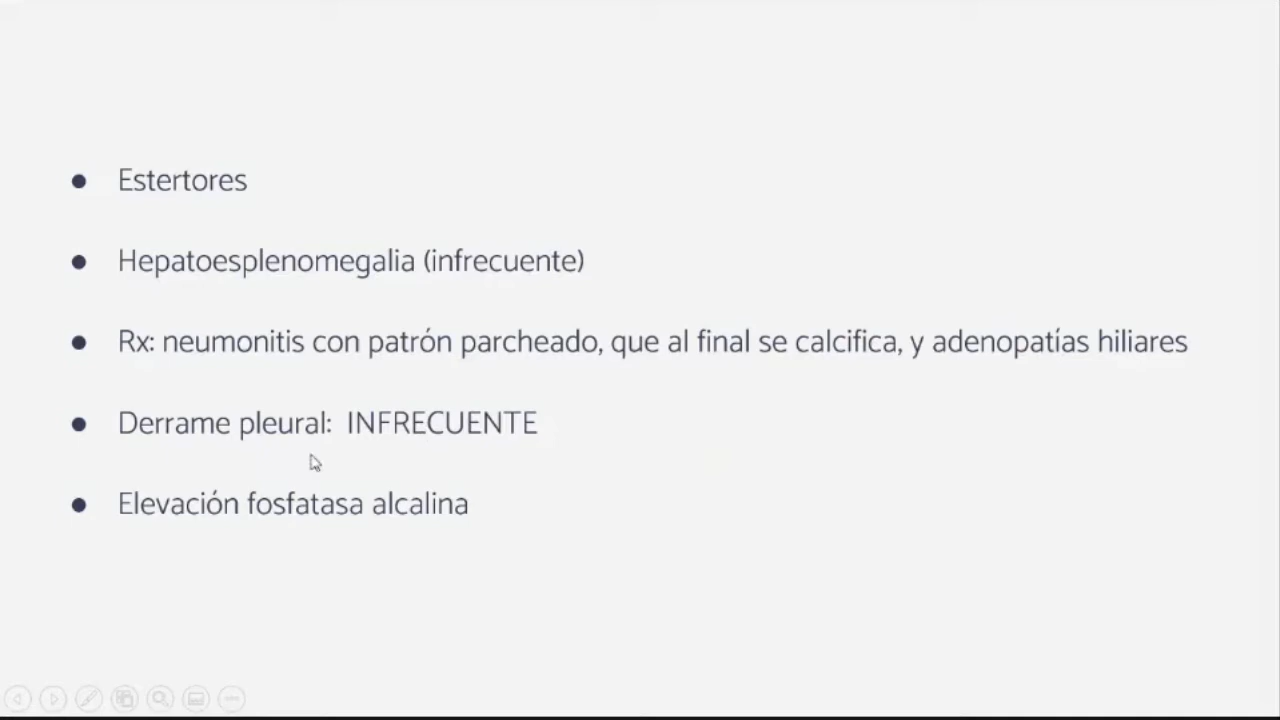 ● Estertores
● Hepatoesplenomegalia (infrecuente)
● Rx: neumonitis con patrón parcheado, que al final se calcifica, y adenopatías hiliares
● Derrame pleural: INFRECUENTE
● Elevación fosfatasa alcalina